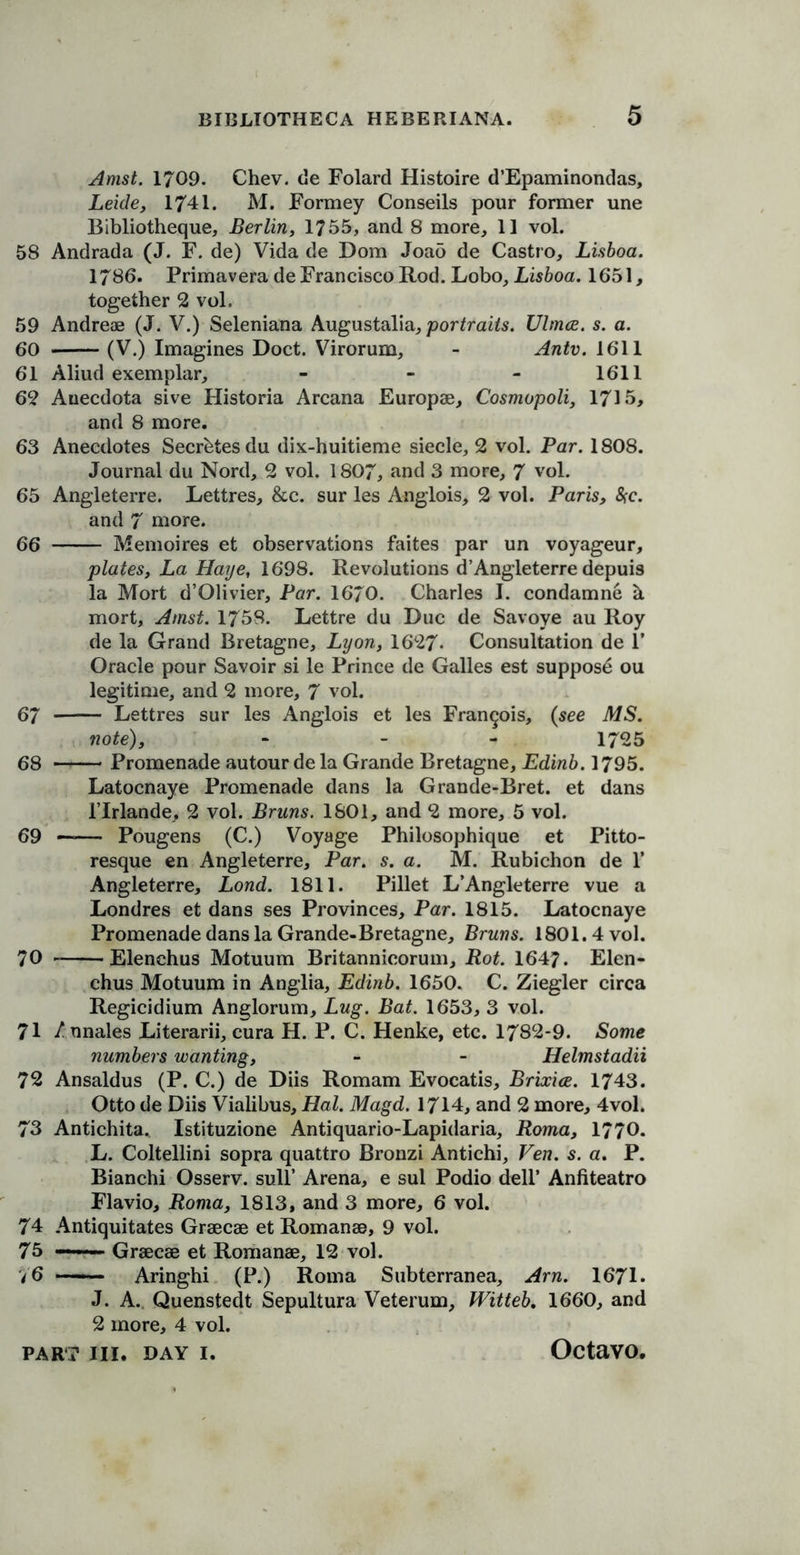 BIBLIOTHECA HEBERIANA. 5
Amst. 1709. Chev. de Folard Histoire d'Epaminondas,
Leide, 1741. M. Formey Conseils pour former une
Bibliotheque, Berlin, 1755, and 8 more, 11 vol.
58 Andrada (J. F. de) Vida de Dom Joaõ de Castro, Lisboa.
1786. Primavera de Francisco Rod. Lobo, Lisboa. 1651,
together 2 vol.
59 Andreæ (J. V.) Seleniana Augustalia, portraits. Ulmæ. s. a.
60 —— (V.) Imagines Doct. Virorum, - Antv. 1611
61 Aliud exemplar, - - - 1611
62 Anecdota sive Historia Arcana Europæ, Cosmopoli, 1715,
and 8 more.
63 Anecdotes Secrètes du dix-huitieme siecle, 2 vol. Par. 1808.
Journal du Nord, 2 vol. 1807, and 3 more, 7 vol.
65 Angleterre. Lettres, &c. sur les Anglois, 2 vol. Paris, &c.
and 7 more.
66 —— Memoires et observations faites par un voyageur,
plates, La Haye, 1698. Revolutions d'Angleterre depuis
la Mort d'Olivier, Par. 1670. Charles I. condamné à
mort, Amst. 1758. Lettre du Duc de Savoye au Roy
de la Grand Bretagne, Lyon, 1627. Consultation de l'
Oracle pour Savoir si le Prince de Galles est supposé ou
legitime, and 2 more, 7 vol.
67 —— Lettres sur les Anglois et les François, (see MS.
note), - - - 1725
68 —— Promenade autour de la Grande Bretagne, Edinb. 1795.
Latocnaye Promenade dans la Grande-Bret. et dans
l'Irlande, 2 vol. Bruns. 1801, and 2 more, 5 vol.
69 —— Pougens (C.) Voyage Philosophique et Pitto-
resque en Angleterre, Par. s. a. M. Rubichon de l'
Angleterre, Lond. 1811. Pillet L'Angleterre vue a
Londres et dans ses Provinces, Par. 1815. Latocnaye
Promenade dans la Grande-Bretagne, Bruns. 1801. 4 vol.
70 —— Elenchus Motuum Britannicorum, Rot. 1647. Elen-
chus Motuum in Anglia, Edinb. 1650. C. Ziegler circa
Regicidium Anglorum, Lug. Bat. 1653, 3 vol.
71 Annales Literarii, cura H. P. C. Henke, etc. 1782-9. Some
numbers wanting, - - Helmstadii
72 Ansaldus (P. C.) de Diis Romam Evocatis, Brixiæ. 1743.
Otto de Diis Vialibus, Hal. Magd. 1714, and 2 more, 4vol.
73 Antichita. Istituzione Antiquario-Lapidaria, Roma, 1770.
L. Coltellini sopra quattro Bronzi Antichi, Ven. s. a. P.
Bianchi Osserv. sull' Arena, e sul Podio dell' Anfiteatro
Flavio, Roma, 1813, and 3 more, 6 vol.
74 Antiquitates Græcæ et Romanæ, 9 vol.
75 —— Græcæ et Romanæ, 12 vol.
76 —— Aringhi (P.) Roma Subterranea, Arn. 1671.
J. A. Quenstedt Sepultura Veterum, Witteb. 1660, and
2 more, 4 vol.
PART III. DAY I. Octavo.